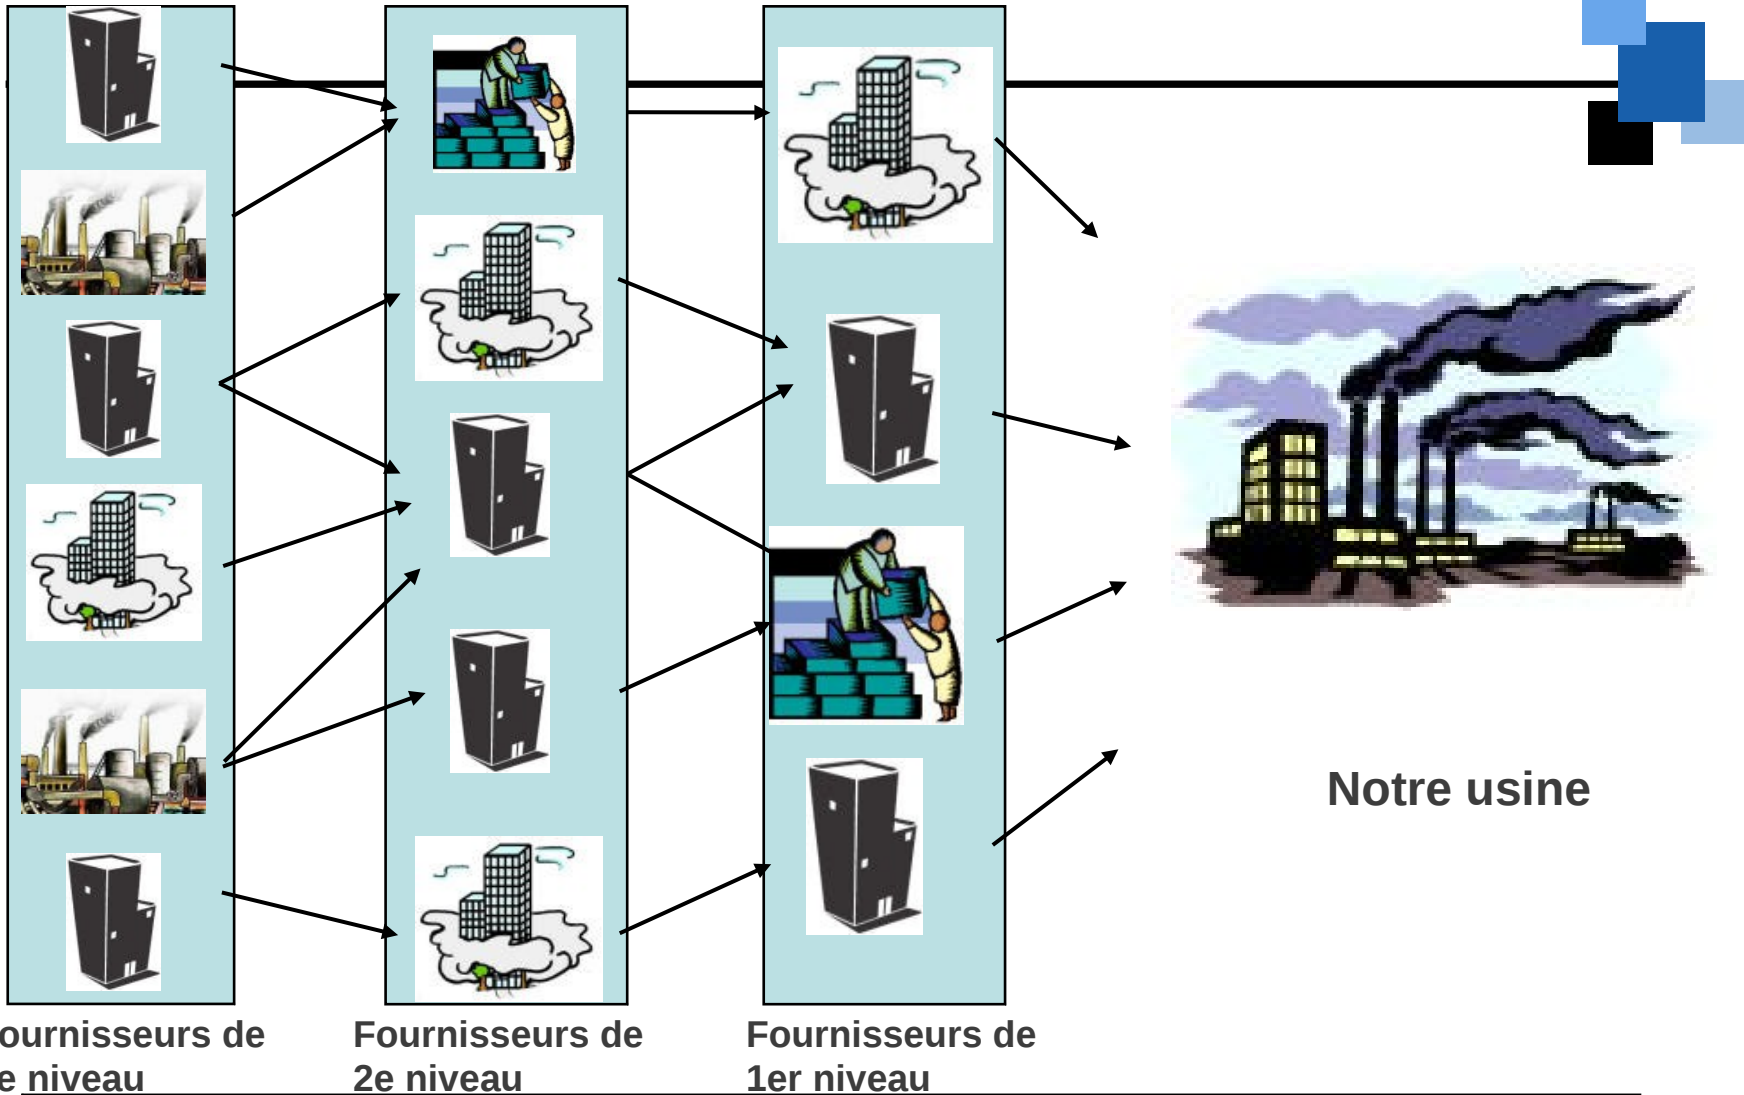 Notre usine
ournisseurs de
e niveau
Fournisseurs de
2e niveau
Fournisseurs de
1er niveau